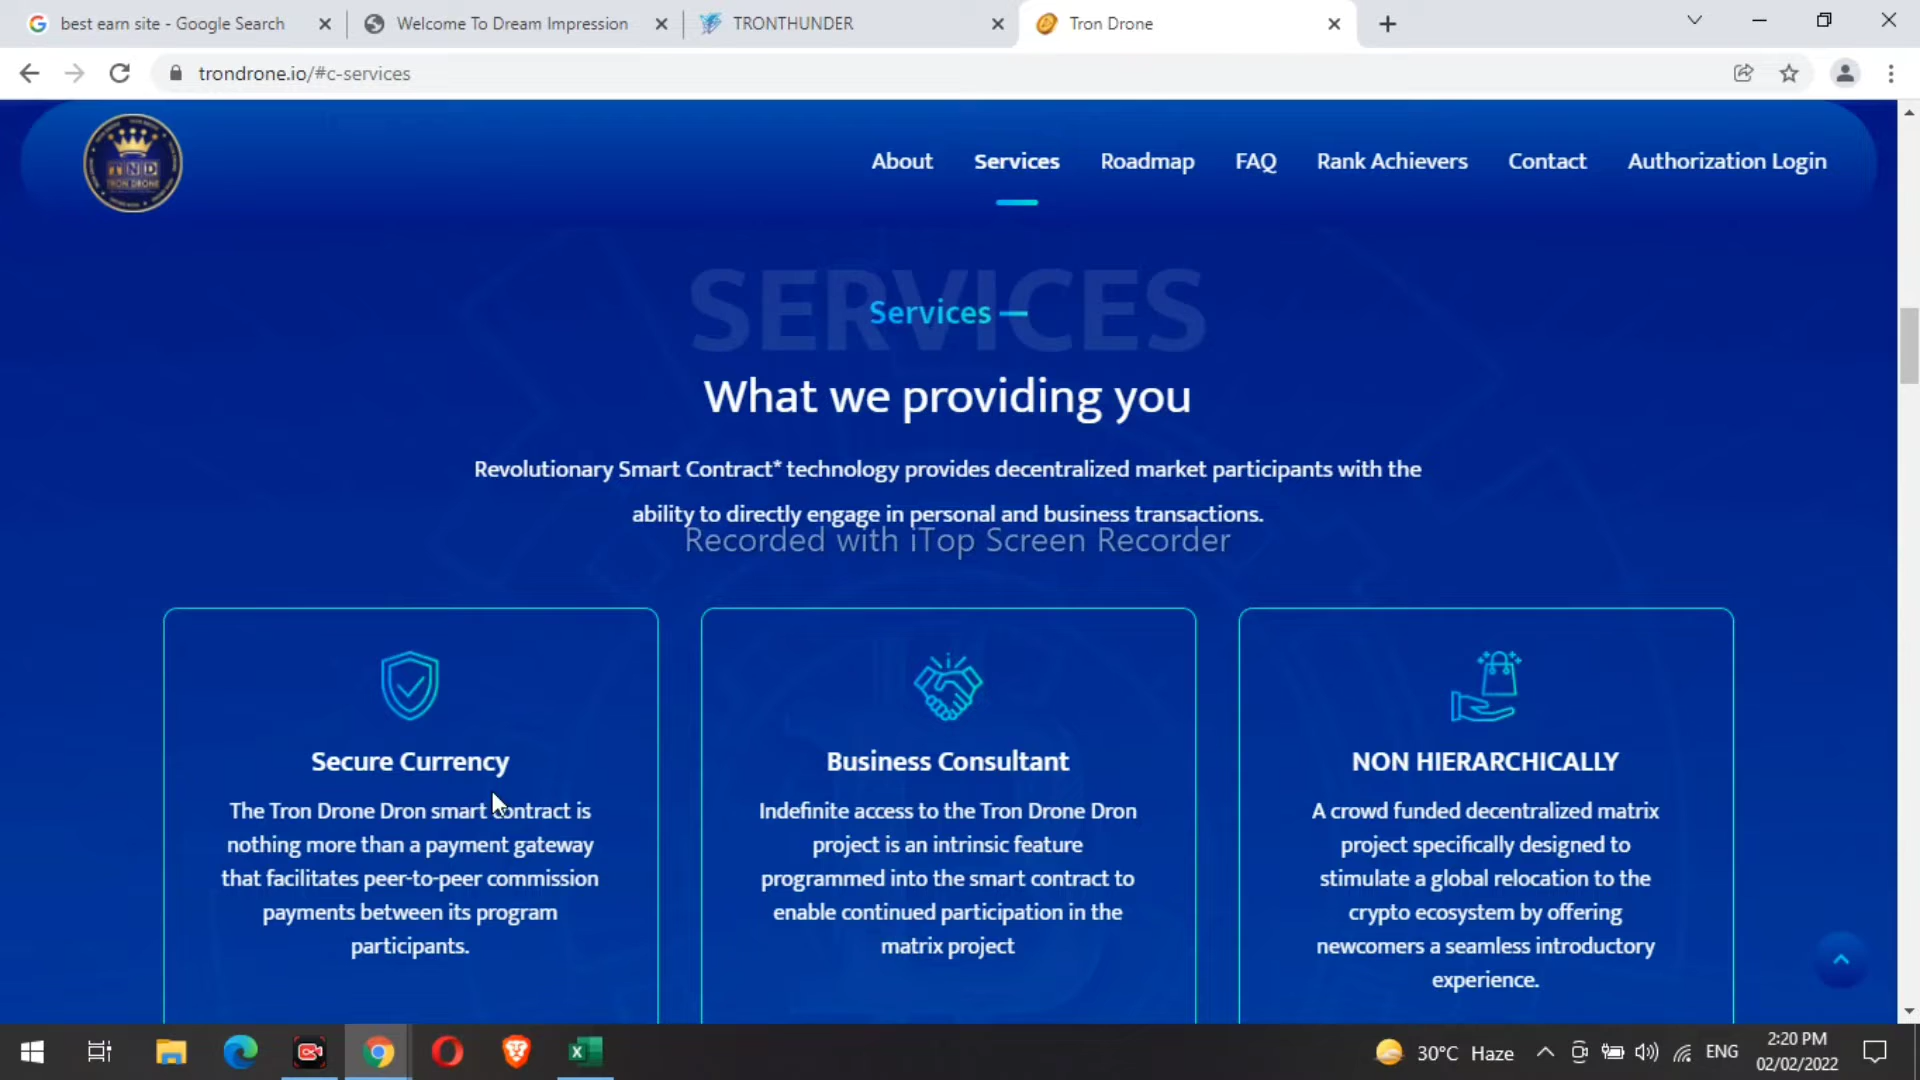 best earn site - Google Search
Welcome To Dream Impression
TRONTHUNDER
Tron Drone
trondrone.io/#c-services
TND
TRON DRONE
About
Services
Roadmap
FAQ
Rank Achievers
Contact
Authorization Login
SERVICES
Services
What we providing you
Revolutionary Smart Contract* technology provides decentralized market participants with the
ability to directly engage in personal and business transactions.
Recorded with iTop Screen Recorder
Secure Currency
The Tron Drone Dron smart contract is
nothing more than a payment gateway
that facilitates peer-to-peer commission
payments between its program
participants.
Business Consultant
Indefinite access to the Tron Drone Dron
project is an intrinsic feature
programmed into the smart contract to
enable continued participation in the
matrix project
NON HIERARCHICALLY
A crowd funded decentralized matrix
project specifically designed to
stimulate a global relocation to the
crypto ecosystem by offering
newcomers a seamless introductory
experience.
30°C Haze
ENG
2:20 PM
02/02/2022